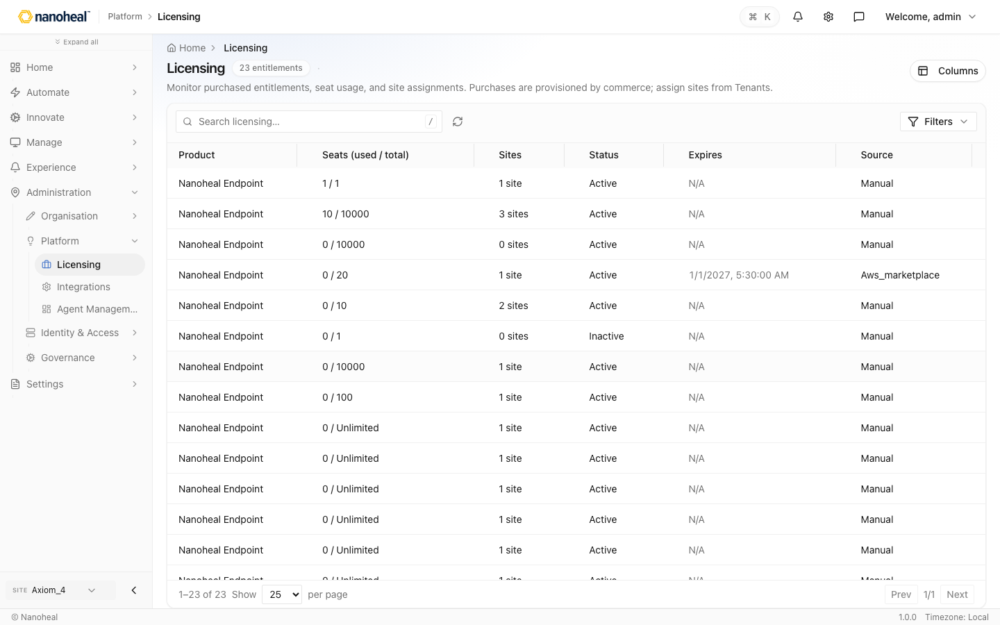 nanoheal™ Platform > Licensing ⌘ K Welcome, admin
Expand all
Home
Automate
Innovate
Manage
Experience
Administration
Organisation
Platform
Licensing
Integrations
Agent Managem...
Identity & Access
Governance
Settings
SITE Axiom_4
Home > Licensing
Licensing 23 entitlements
Columns
Monitor purchased entitlements, seat usage, and site assignments. Purchases are provisioned by commerce; assign sites from Tenants.
Search licensing... / Filters
Product Seats (used / total) Sites Status Expires Source
Nanoheal Endpoint 1 / 1 1 site Active N/A Manual
Nanoheal Endpoint 10 / 10000 3 sites Active N/A Manual
Nanoheal Endpoint 0 / 10000 0 sites Active N/A Manual
Nanoheal Endpoint 0 / 20 1 site Active 1/1/2027, 5:30:00 AM Aws_marketplace
Nanoheal Endpoint 0 / 10 2 sites Active N/A Manual
Nanoheal Endpoint 0 / 1 0 sites Inactive N/A Manual
Nanoheal Endpoint 0 / 10000 1 site Active N/A Manual
Nanoheal Endpoint 0 / 100 1 site Active N/A Manual
Nanoheal Endpoint 0 / Unlimited 1 site Active N/A Manual
Nanoheal Endpoint 0 / Unlimited 1 site Active N/A Manual
Nanoheal Endpoint 0 / Unlimited 1 site Active N/A Manual
Nanoheal Endpoint 0 / Unlimited 1 site Active N/A Manual
Nanoheal Endpoint 0 / Unlimited 1 site Active N/A Manual
Nanoheal Endpoint 0 / Unlimited 1 site Active N/A Manual
1–23 of 23 Show 25 per page Prev 1/1 Next
© Nanoheal 1.0.0 Timezone: Local